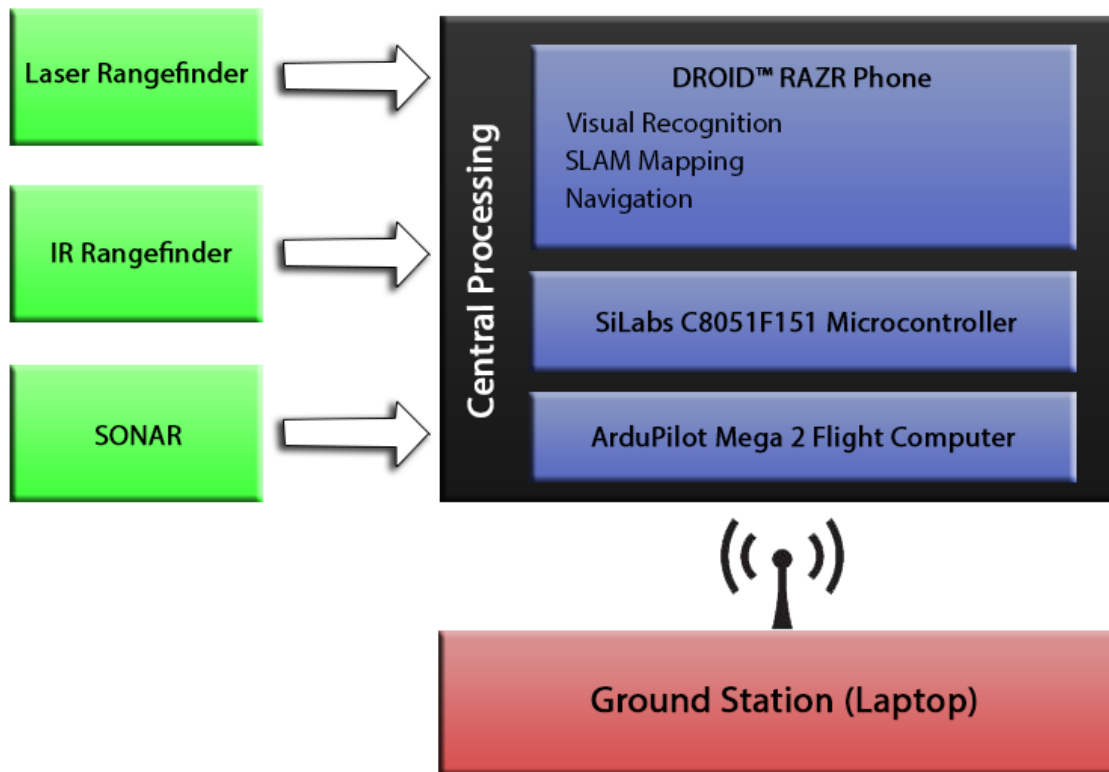 Laser Rangefinder
IR Rangefinder
SONAR
Central Processing
DROID™ RAZR Phone
Visual Recognition
SLAM Mapping
Navigation
SiLabs C8051F151 Microcontroller
ArduPilot Mega 2 Flight Computer
Ground Station (Laptop)